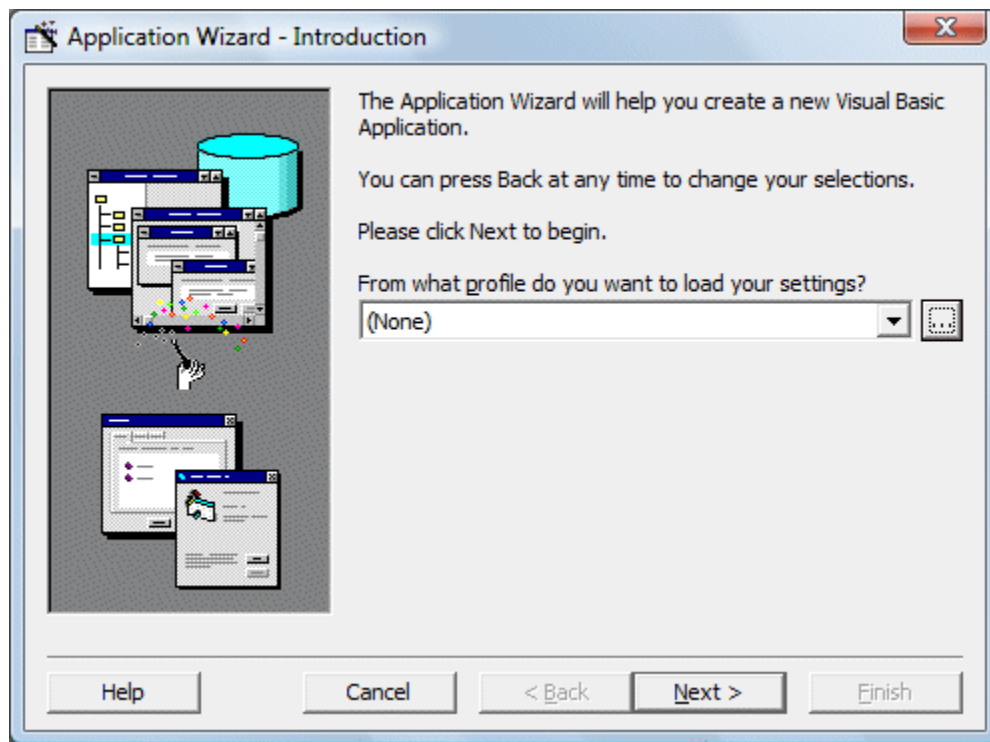 Application Wizard - Introduction
The Application Wizard will help you create a new Visual Basic
Application.
You can press Back at any time to change your selections.
Please click Next to begin.
From what profile do you want to load your settings?
(None)
...
Help
Cancel
< Back
Next >
Finish